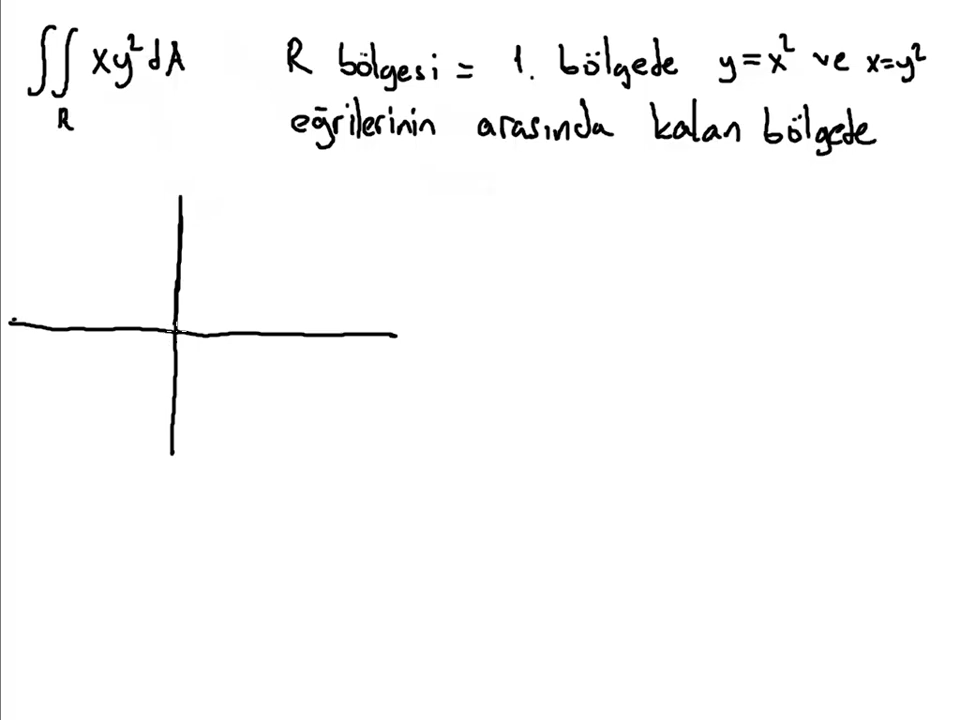 ∬ xy² dA R bölgesi = 1. bölgede y=x² ve x=y²
R eğrilerinin arasında kalan bölgede